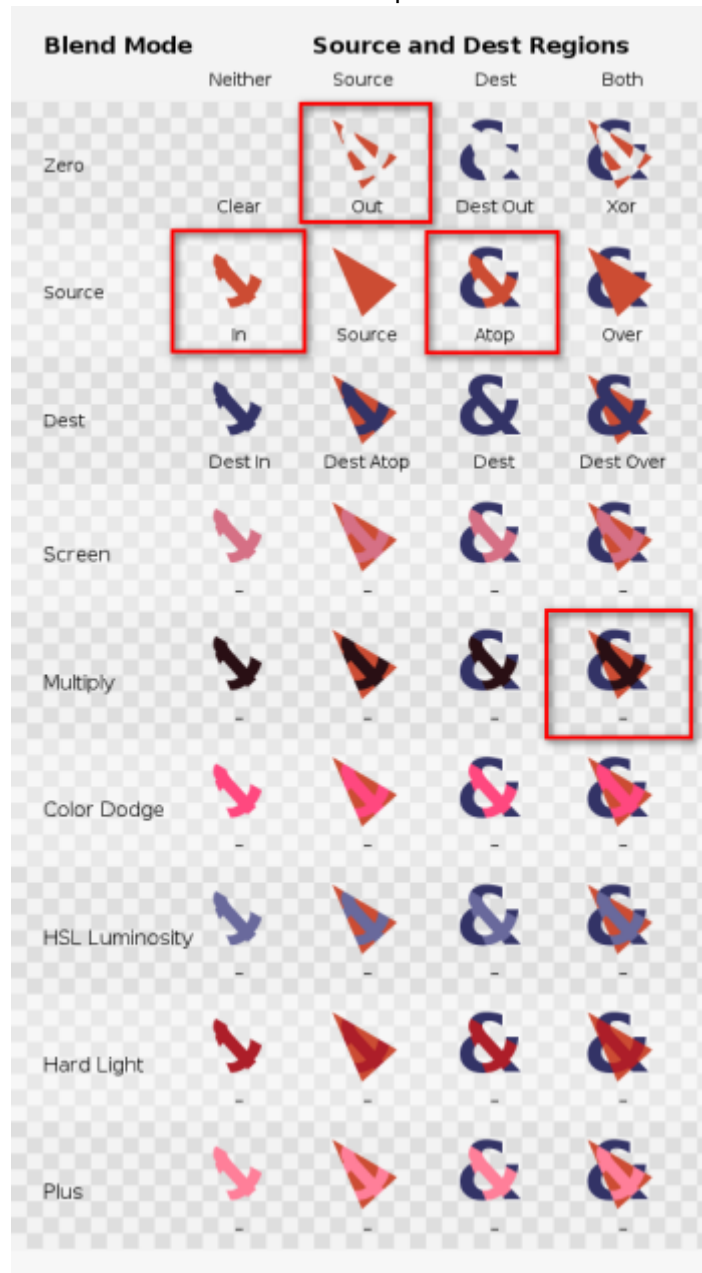 Blend Mode Source and Dest Regions
Neither Source Dest Both
Zero
Clear Out Dest Out Xor
Source
In Source Atop Over
Dest
Dest In Dest Atop Dest Dest Over
Screen
- - - -
Multiply
- - - -
Color Dodge
- - - -
HSL Luminosity
- - - -
Hard Light
- - - -
Plus
- - - -